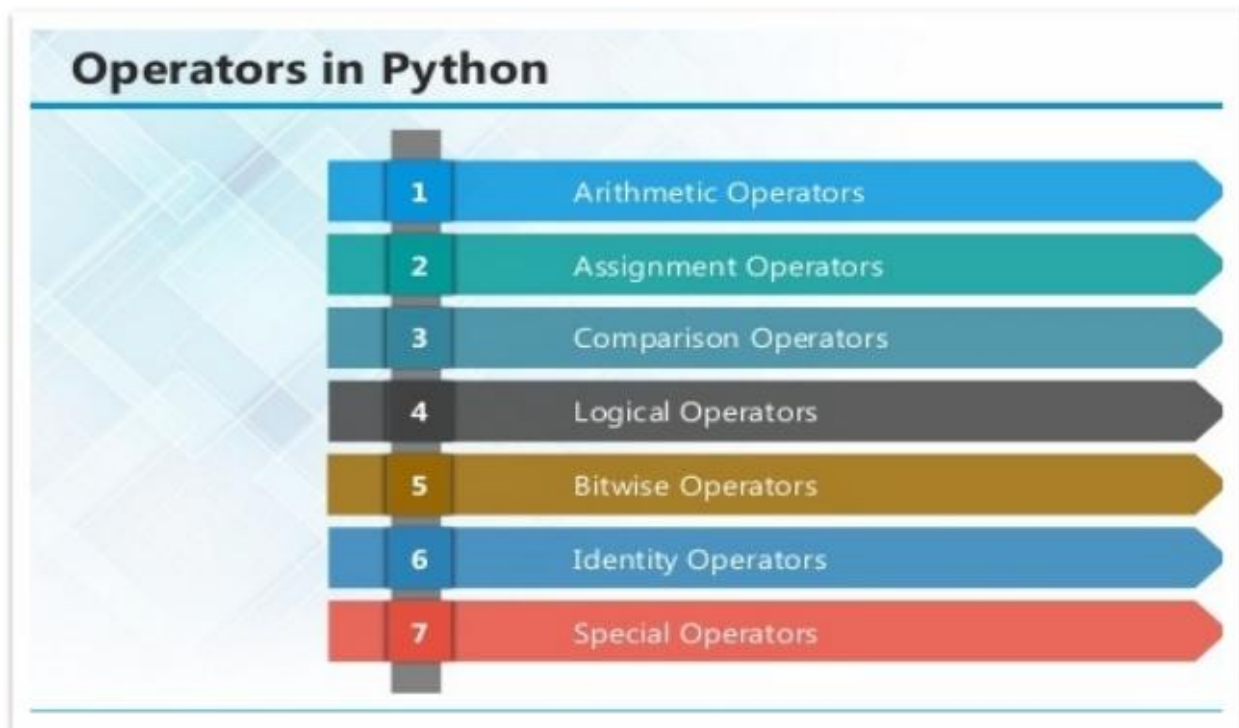 Operators in Python
1 Arithmetic Operators
2 Assignment Operators
3 Comparison Operators
4 Logical Operators
5 Bitwise Operators
6 Identity Operators
7 Special Operators